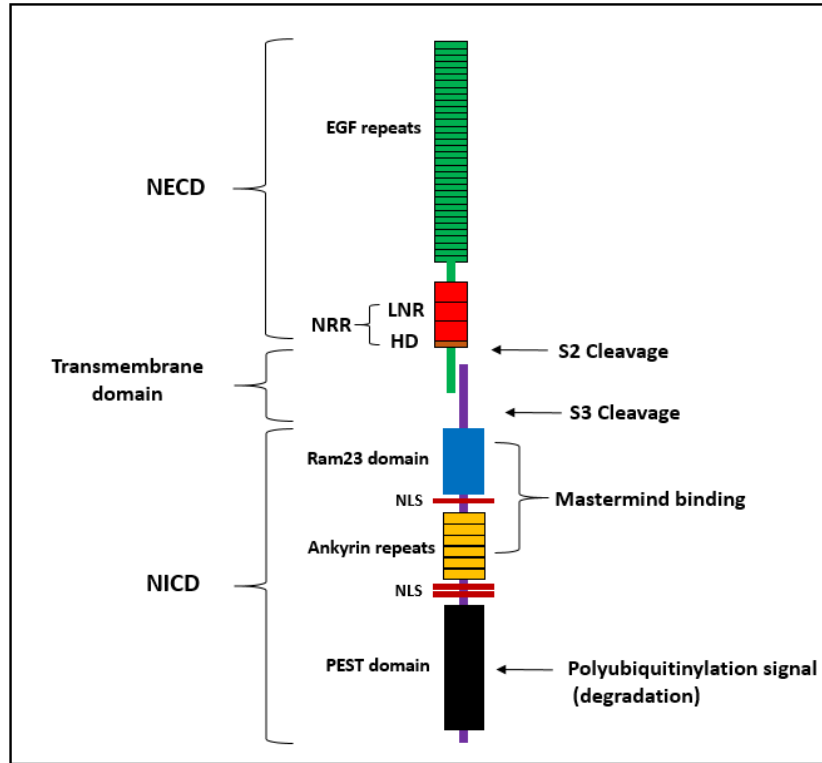 EGF repeats
NECD
LNR
NRR
HD
S2 Cleavage
Transmembrane
domain
S3 Cleavage
Ram23 domain
NLS
Mastermind binding
Ankyrin repeats
NICD
NLS
PEST domain
Polyubiquitinylation signal
(degradation)